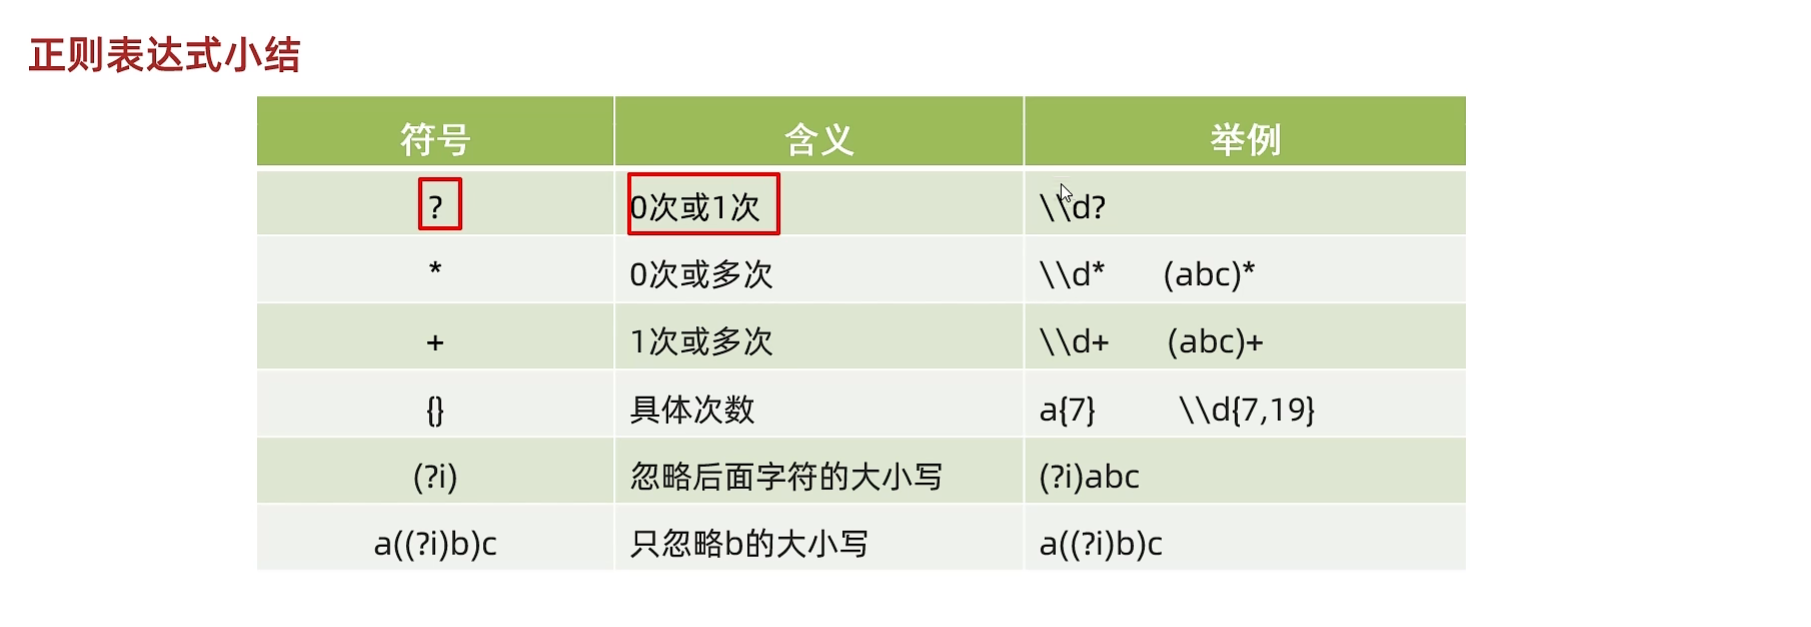 正则表达式小结
符号 含义 举例
? 0次或1次 \\d?
* 0次或多次 \\d* (abc)*
+ 1次或多次 \\d+ (abc)+
{} 具体次数 a{7} \\d{7,19}
(?i) 忽略后面字符的大小写 (?i)abc
a((?i)b)c 只忽略b的大小写 a((?i)b)c